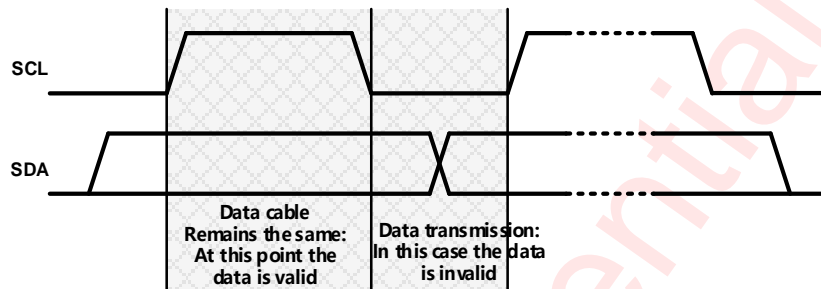 SCL
SDA
Data cable
Remains the same:
At this point the
data is valid
Data transmission:
In this case the data
is invalid
ential